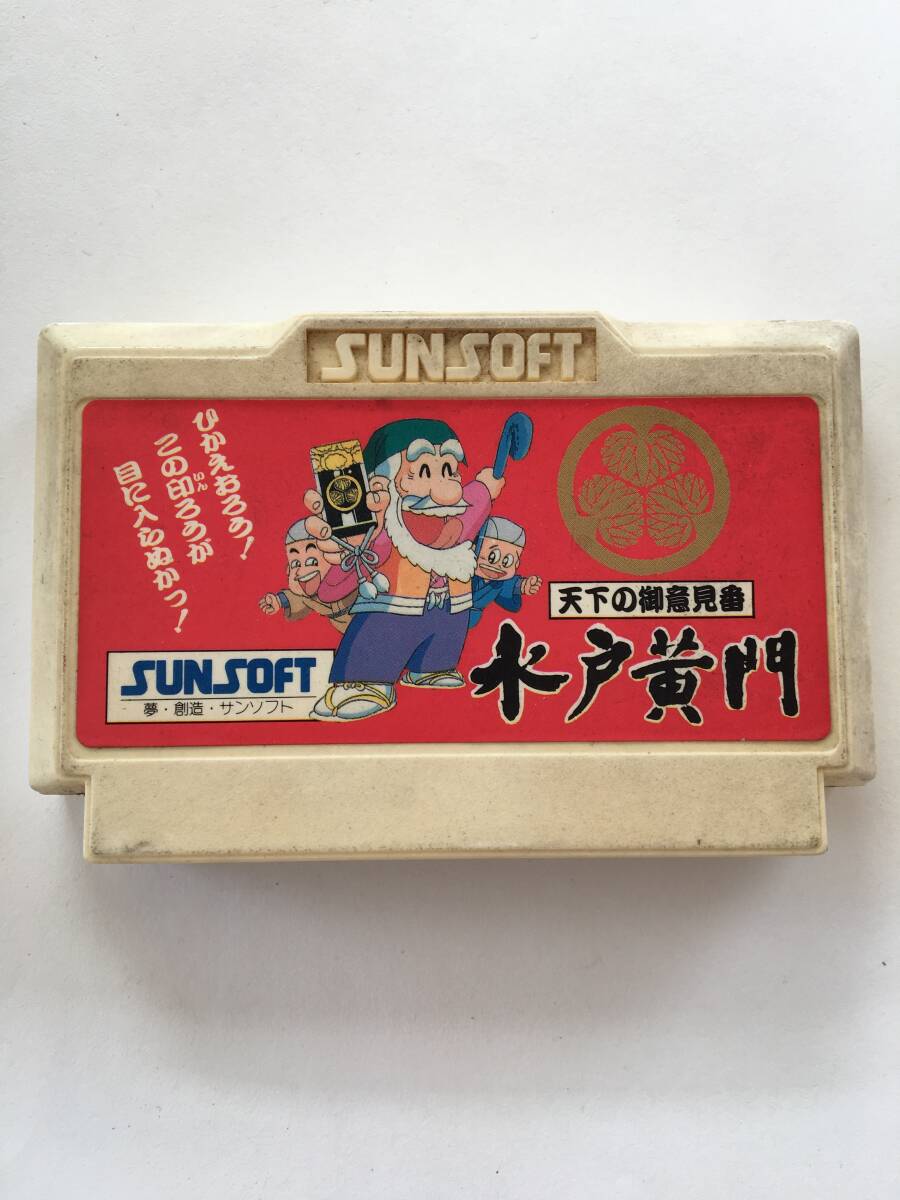 SUNSOFT
ひかえおろう！
この印ろうが
いん
目に入らぬかっ！
天下の御意見番
水戸黄門
SUNSOFT
夢・創造・サンソフト